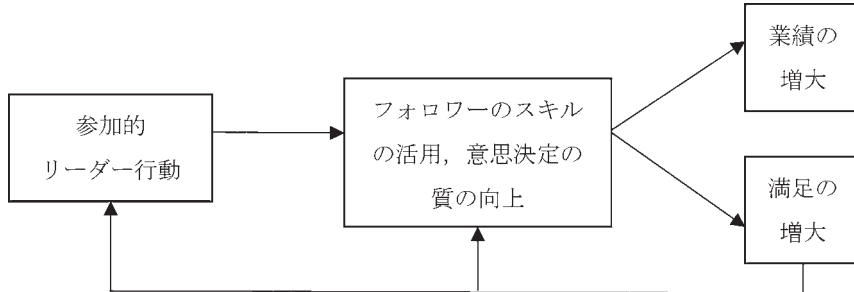 参加的
リーダー行動
フォロワーのスキル
の活用，意思決定の
質の向上
業績の
増大
満足の
増大